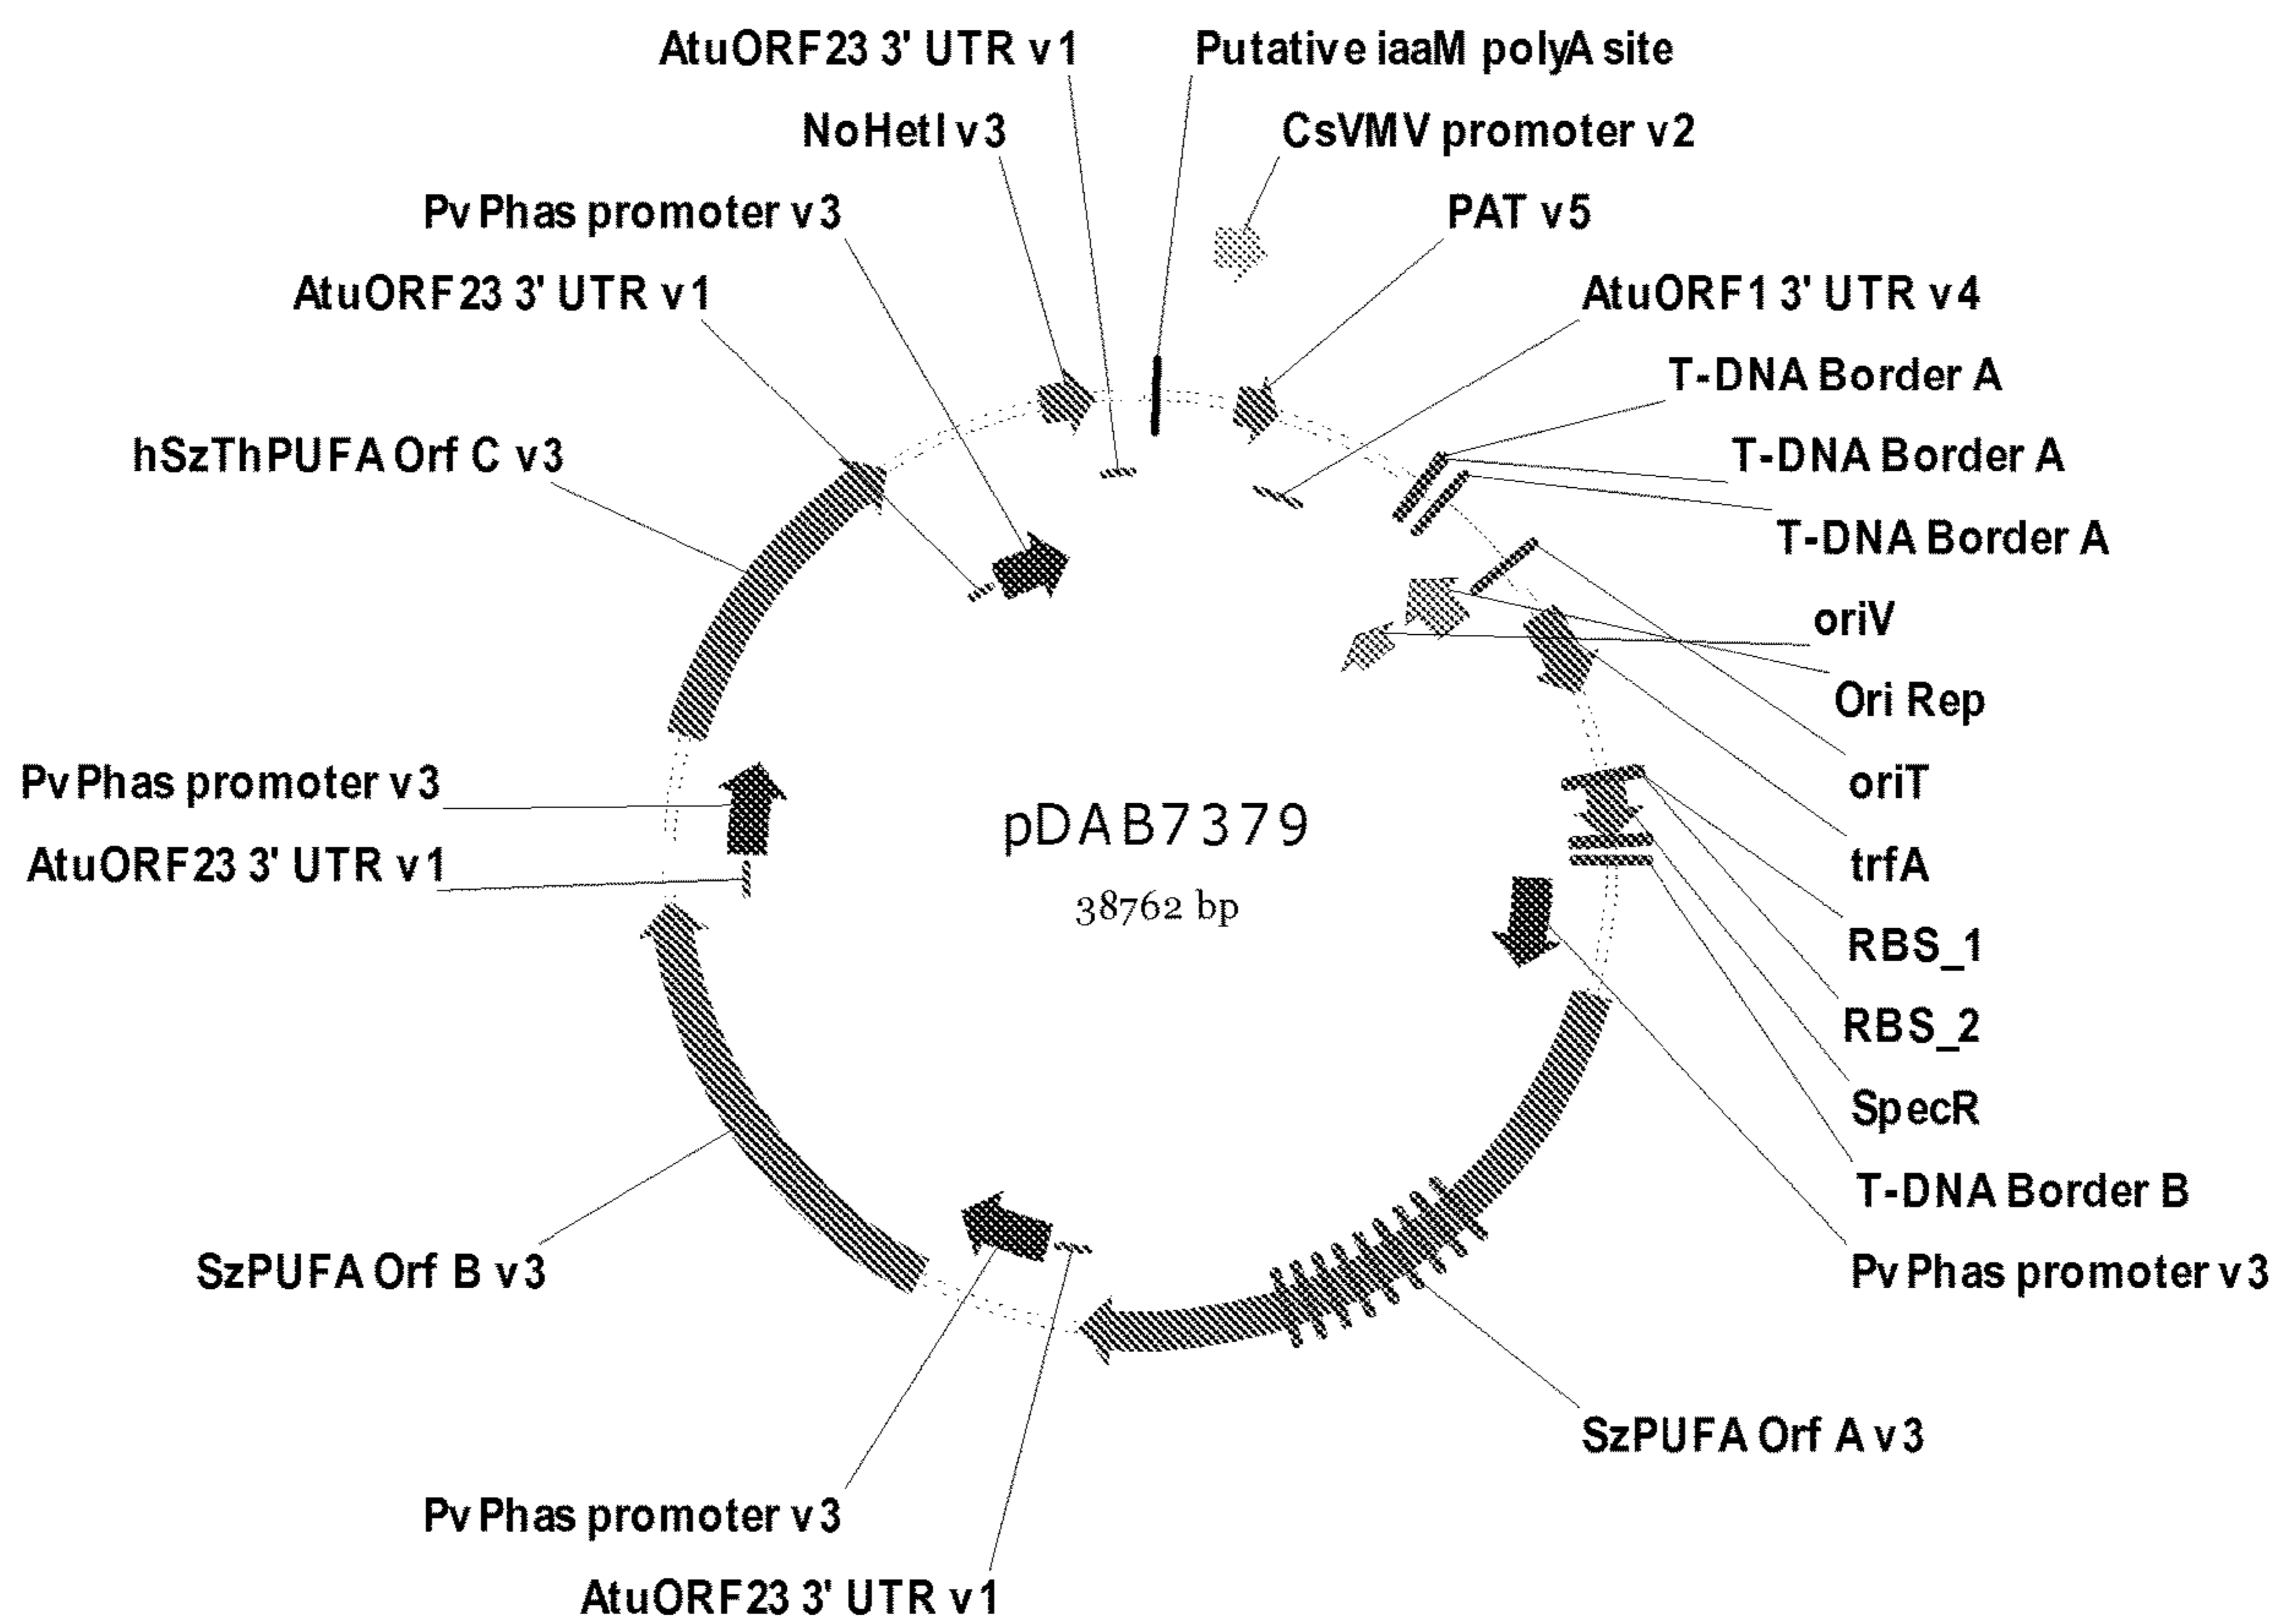 AtuORF23 3' UTR v1
Putative iaaM polyA site
NoHetI v3
CsVMV promoter v2
PvPhas promoter v3
PAT v5
AtuORF23 3' UTR v1
AtuORF1 3' UTR v4
T-DNA Border A
hSzThPUFA Orf C v3
T-DNA Border A
T-DNA Border A
oriV
Ori Rep
PvPhas promoter v3
oriT
pDAB7379
AtuORF23 3' UTR v1
trfA
38762 bp
RBS_1
RBS_2
SpecR
T-DNA Border B
SzPUFA Orf B v3
PvPhas promoter v3
SzPUFA Orf A v3
PvPhas promoter v3
AtuORF23 3' UTR v1